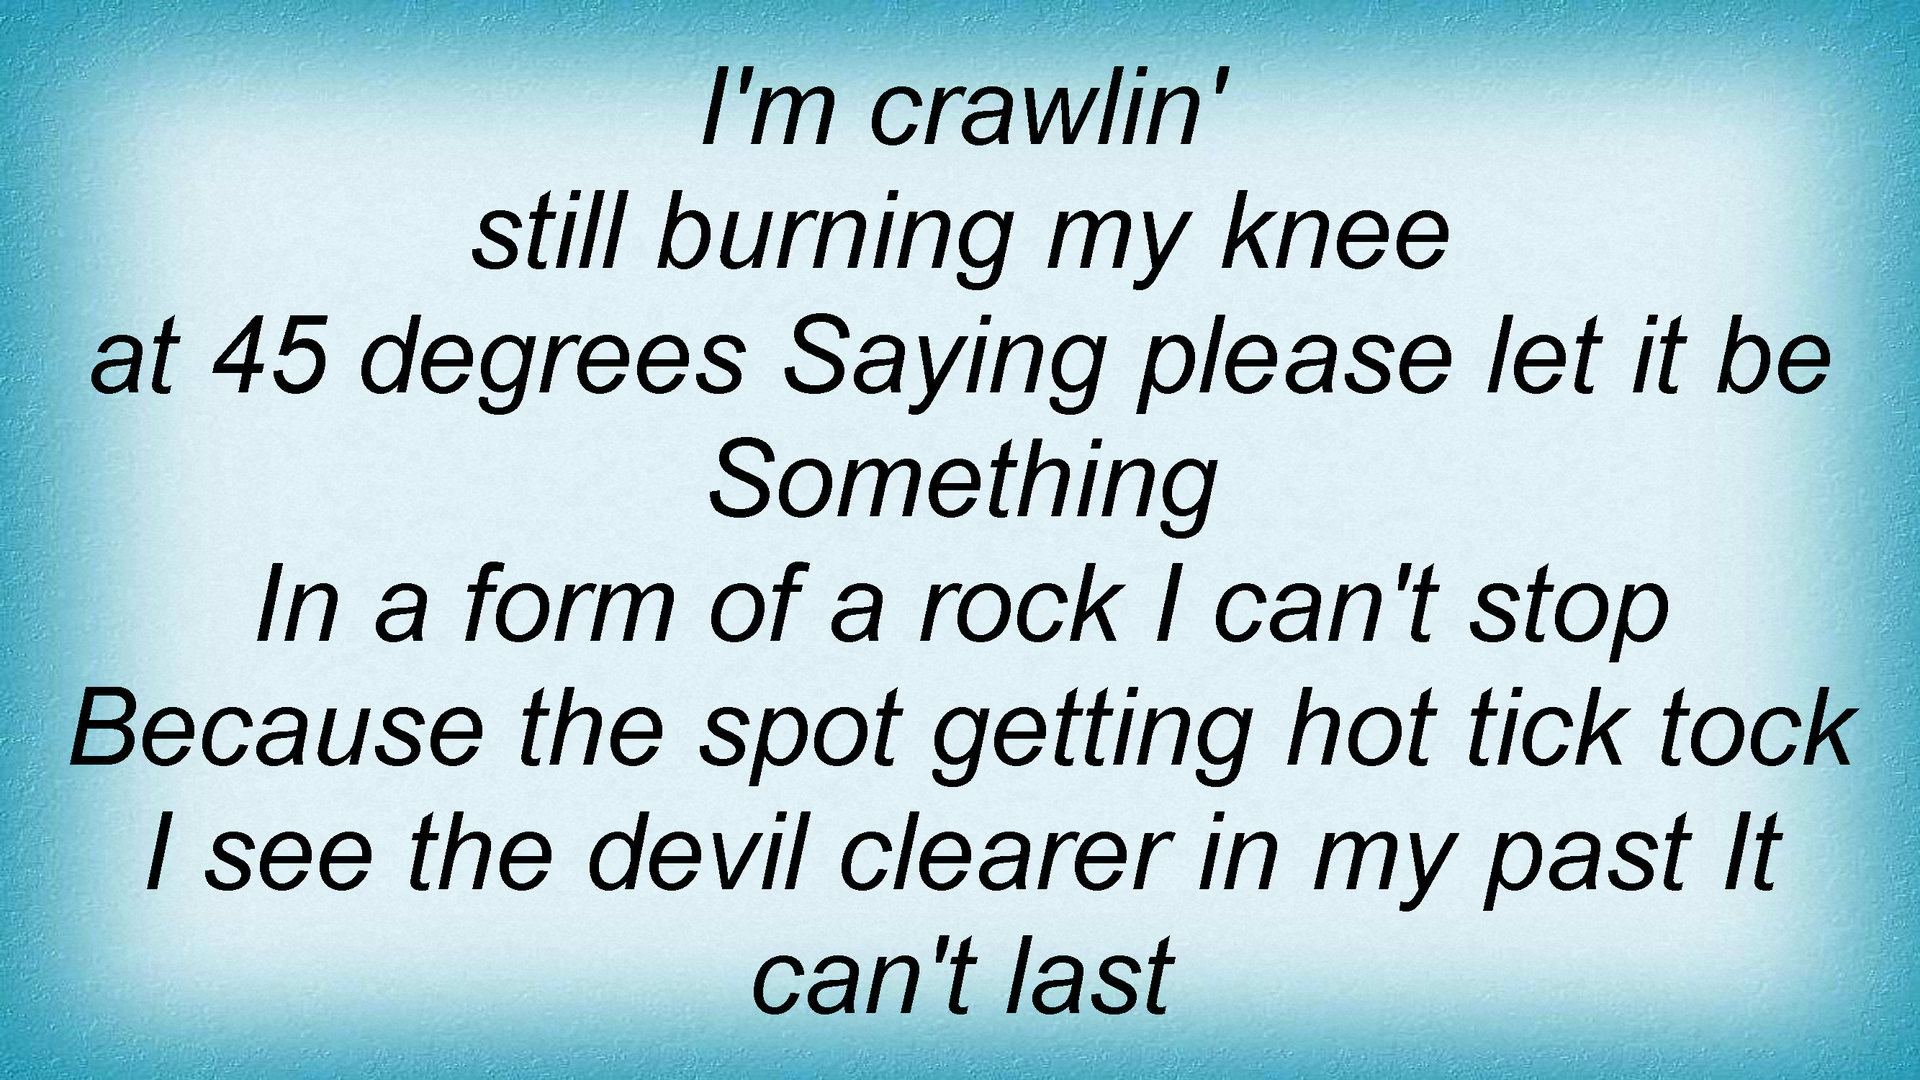 I'm crawlin'
still burning my knee
at 45 degrees Saying please let it be
Something
In a form of a rock I can't stop
Because the spot getting hot tick tock
I see the devil clearer in my past It
can't last